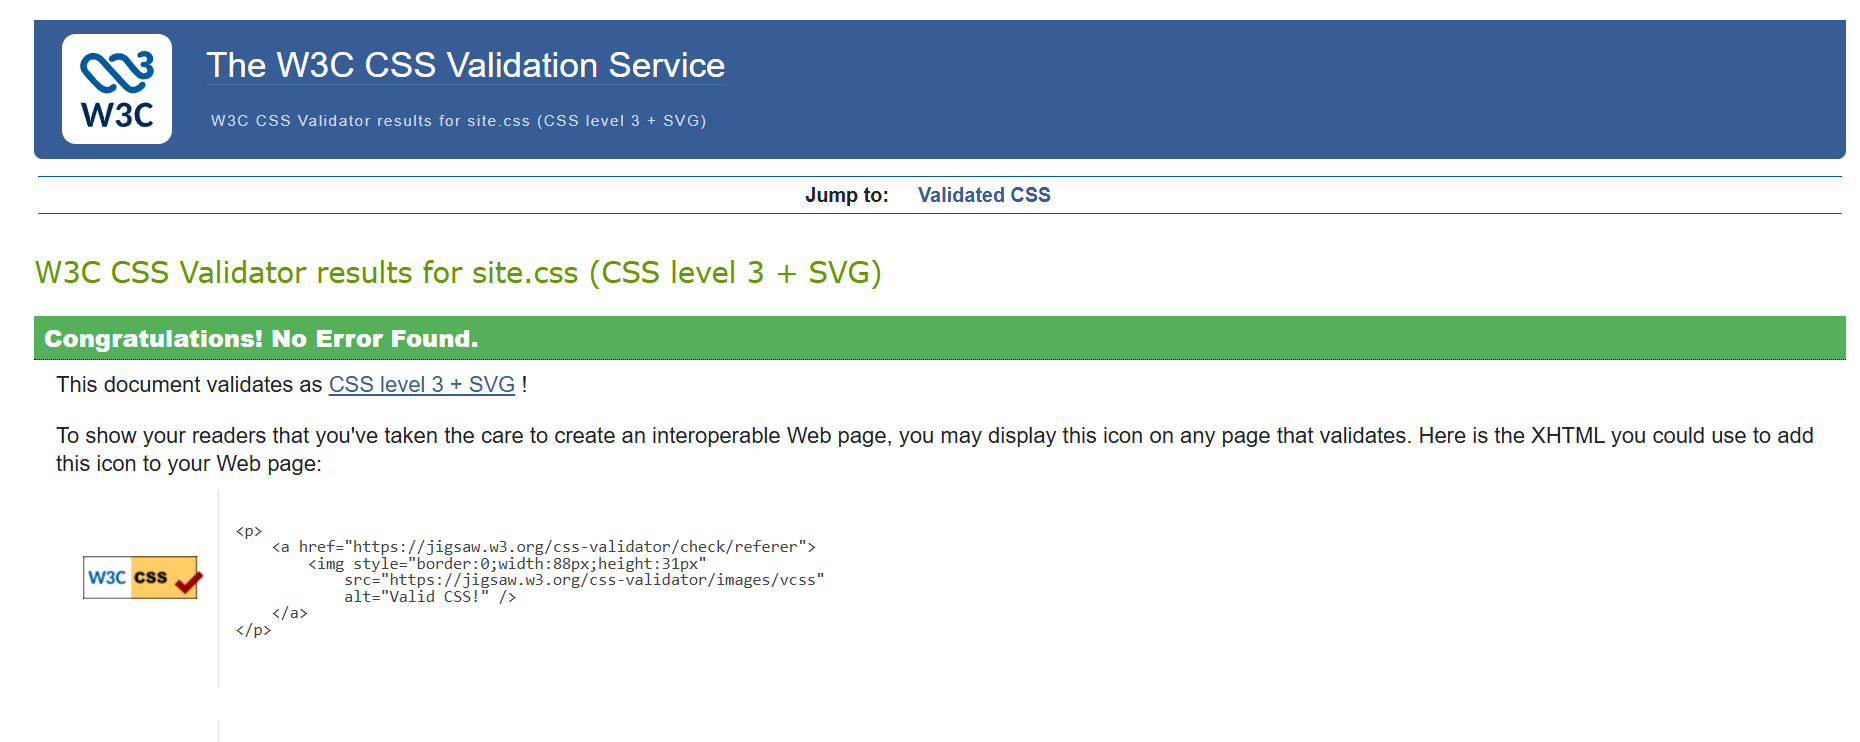 W3C
The W3C CSS Validation Service
W3C CSS Validator results for site.css (CSS level 3 + SVG)
Jump to: Validated CSS
W3C CSS Validator results for site.css (CSS level 3 + SVG)
Congratulations! No Error Found.
This document validates as CSS level 3 + SVG !
To show your readers that you've taken the care to create an interoperable Web page, you may display this icon on any page that validates. Here is the XHTML you could use to add
this icon to your Web page:
W3C CSS
<p>
    <a href="https://jigsaw.w3.org/css-validator/check/referer">
        <img style="border:0;width:88px;height:31px"
            src="https://jigsaw.w3.org/css-validator/images/vcss"
            alt="Valid CSS!" />
    </a>
</p>